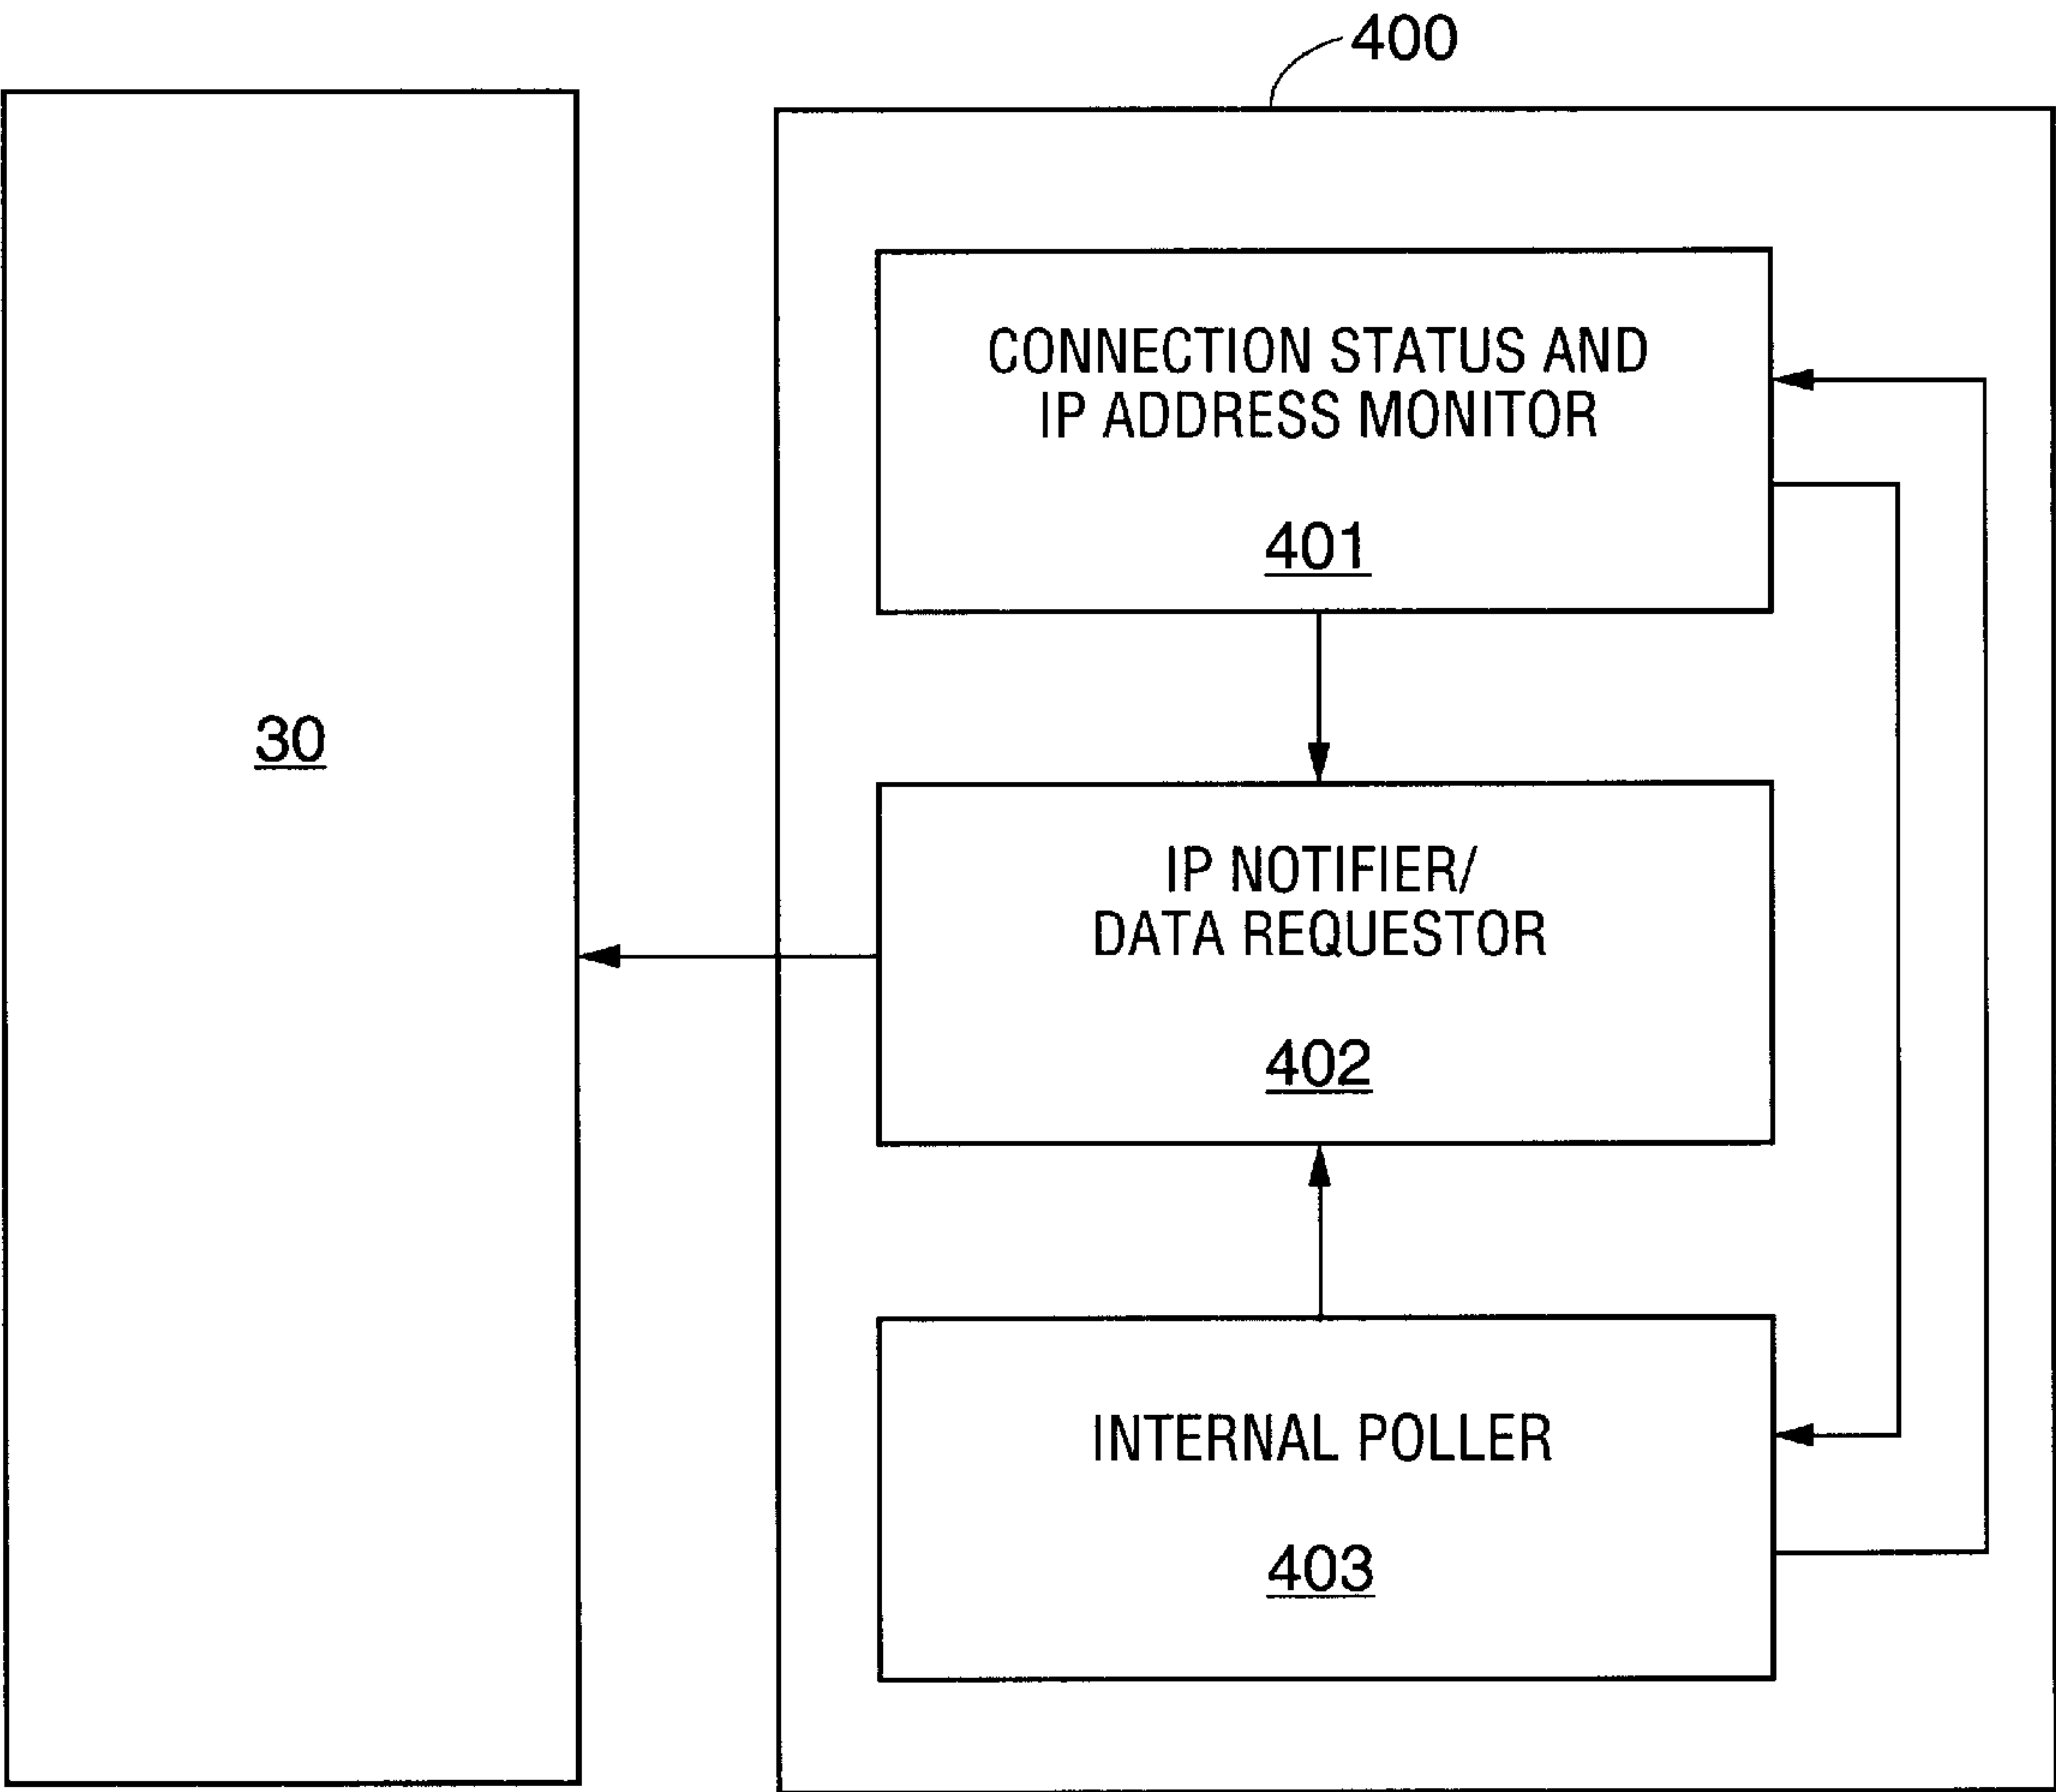 400
CONNECTION STATUS AND
IP ADDRESS MONITOR
401
30
IP NOTIFIER/
DATA REQUESTOR
402
INTERNAL POLLER
403